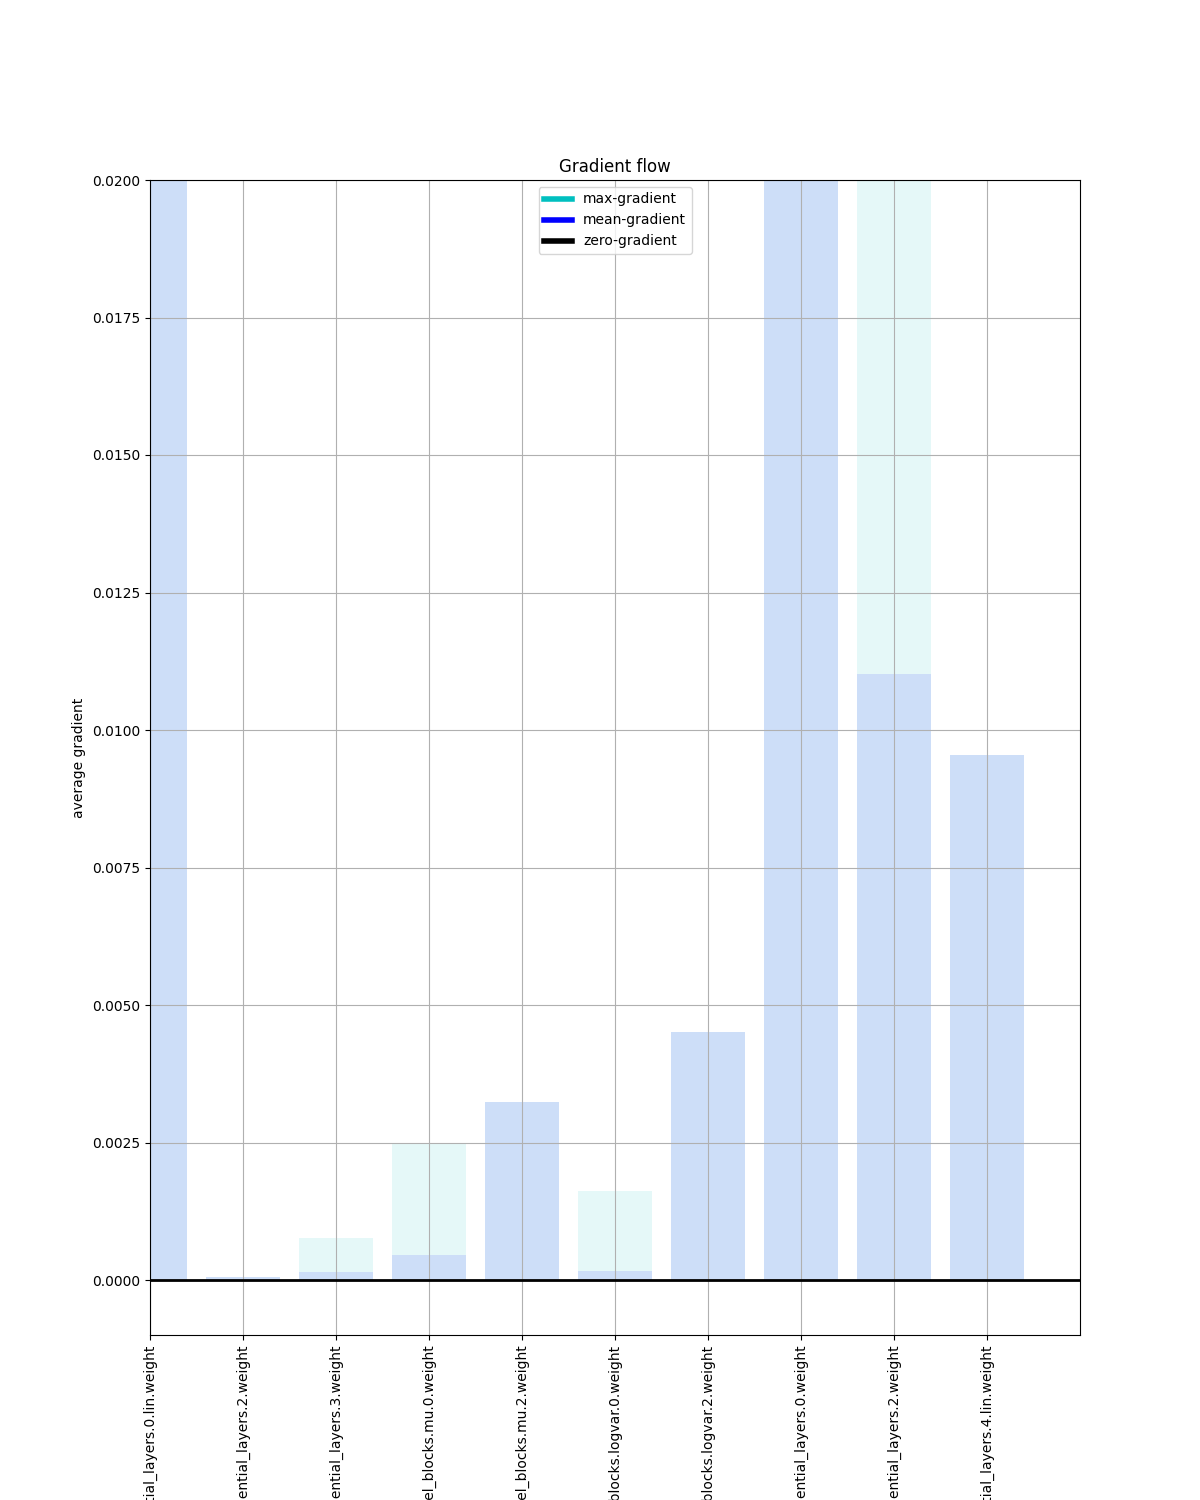 Gradient flow
max-gradient
mean-gradient
zero-gradient
0.0200
0.0175
0.0150
0.0125
0.0100
0.0075
0.0050
0.0025
0.0000
average gradient
tial_layers.0.lin.weight
ential_layers.2.weight
ential_layers.3.weight
el_blocks.mu.0.weight
el_blocks.mu.2.weight
blocks.logvar.0.weight
blocks.logvar.2.weight
ential_layers.0.weight
ential_layers.2.weight
tial_layers.4.lin.weight